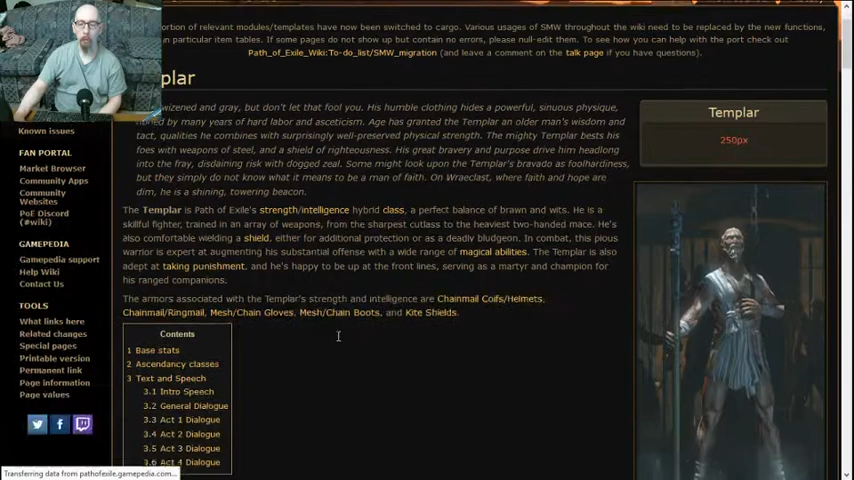 ortion of relevant modules/templates have now been switched to cargo. Various usages of SMW throughout the wiki need to be replaced by the new functions,
n particular item tables. If some pages do not show up but contain no errors, please null-edit them. To see how you can help with the port check out
Path_of_Exile_Wiki:To-do_list/SMW_migration (and leave a comment on the talk page if you have questions).
plar
wizened and gray, but don't let that fool you. His humble clothing hides a powerful, sinuous physique,
honed by many years of hard labor and asceticism. Age has granted the Templar an older man's wisdom and
tact, qualities he combines with surprisingly well-preserved physical strength. The mighty Templar bests his
foes with weapons of steel, and a shield of righteousness. His great bravery and purpose drive him headlong
into the fray, disdaining risk with dogged zeal. Some might look upon the Templar's bravado as foolhardiness,
but they simply do not know what it means to be a man of faith. On Wraeclast, where faith and hope are
dim, he is a shining, towering beacon.
The Templar is Path of Exile's strength/intelligence hybrid class, a perfect balance of brawn and wits. He is a
skillful fighter, trained in an array of weapons, from the sharpest cutlass to the heaviest two-handed mace. He's
also comfortable wielding a shield, either for additional protection or as a deadly bludgeon. In combat, this pious
warrior is expert at augmenting his substantial offense with a wide range of magical abilities. The Templar is also
adept at taking punishment, and he's happy to be up at the front lines, serving as a martyr and champion for
his ranged companions.
The armors associated with the Templar's strength and intelligence are Chainmail Coifs/Helmets,
Chainmail/Ringmail, Mesh/Chain Gloves, Mesh/Chain Boots, and Kite Shields.
Contents
1 Base stats
2 Ascendancy classes
3 Text and Speech
3.1 Intro Speech
3.2 General Dialogue
3.3 Act 1 Dialogue
3.4 Act 2 Dialogue
3.5 Act 3 Dialogue
3.6 Act 4 Dialogue
Templar
250px
Known issues
FAN PORTAL
Market Browser
Community Apps
Community
Websites
PoE Discord
(#wiki)
GAMEPEDIA
Gamepedia support
Help Wiki
Contact Us
TOOLS
What links here
Related changes
Special pages
Printable version
Permanent link
Page information
Page values
Transferring data from pathofexile.gamepedia.com...